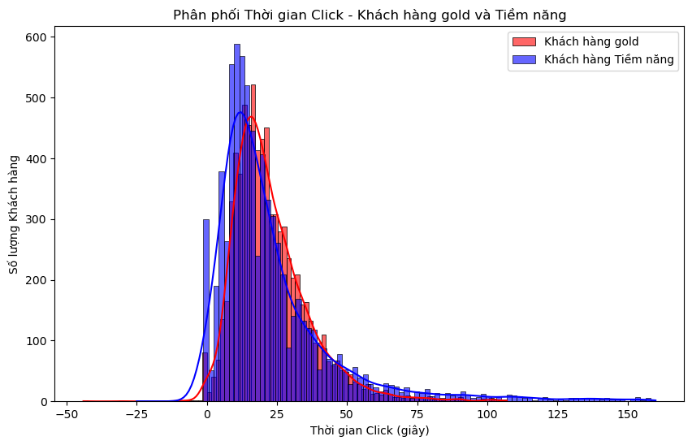 Phân phối Thời gian Click - Khách hàng gold và Tiềm năng
Khách hàng gold
Khách hàng Tiềm năng
Số lượng Khách hàng
600
500
400
300
200
100
0
−50 −25 0 25 50 75 100 125 150
Thời gian Click (giây)